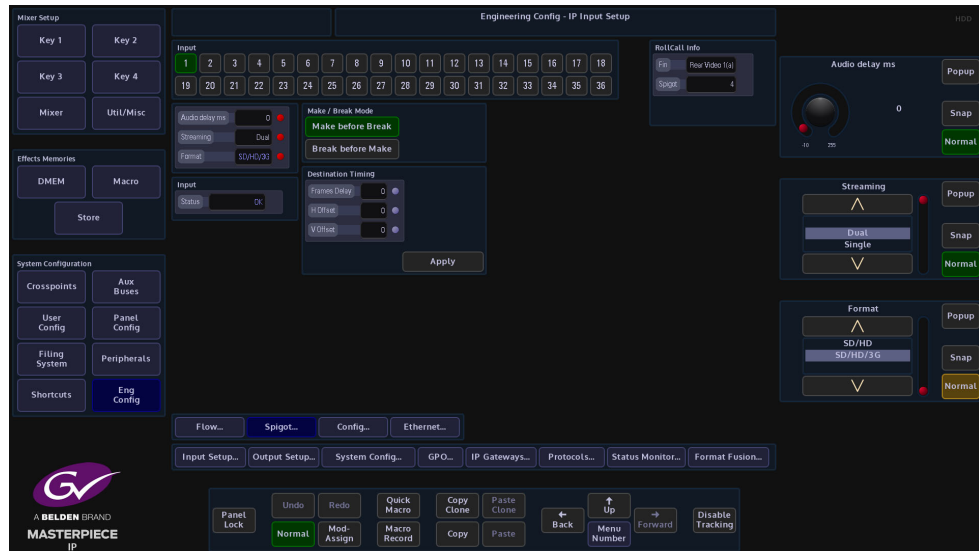 Mixer Setup
Key 1
Key 2
Key 3
Key 4
Mixer
Util/Misc
Effects Memories
DMEM
Macro
Store
System Configuration
Crosspoints
Aux
Buses
User
Config
Panel
Config
Filing
System
Peripherals
Shortcuts
Eng
Config
GV
A BELDEN BRAND
MASTERPIECE
IP
Engineering Config - IP Input Setup
HDD
Input
1 2 3 4 5 6 7 8 9 10 11 12 13 14 15 16 17 18
19 20 21 22 23 24 25 26 27 28 29 30 31 32 33 34 35 36
RollCall Info
Fin Rear Video 1(a)
Spigot 4
Audio delay ms 0
Streaming Dual
Format SD/HD/3G
Input
Status OK
Make / Break Mode
Make before Break
Break before Make
Destination Timing
Frames Delay 0
H Offset 0
V Offset 0
Apply
Audio delay ms
0
-10 255
Popup
Snap
Normal
Streaming
Dual
Single
Popup
Snap
Normal
Format
SD/HD
SD/HD/3G
Popup
Snap
Normal
Flow... Spigot... Config... Ethernet...
Input Setup... Output Setup... System Config... GPO... IP Gateways... Protocols... Status Monitor... Format Fusion...
Panel
Lock
Undo
Redo
Normal
Mod-
Assign
Quick
Macro
Macro
Record
Copy
Clone
Paste
Clone
Copy
Paste
Back
Up
Menu
Number
Forward
Disable
Tracking